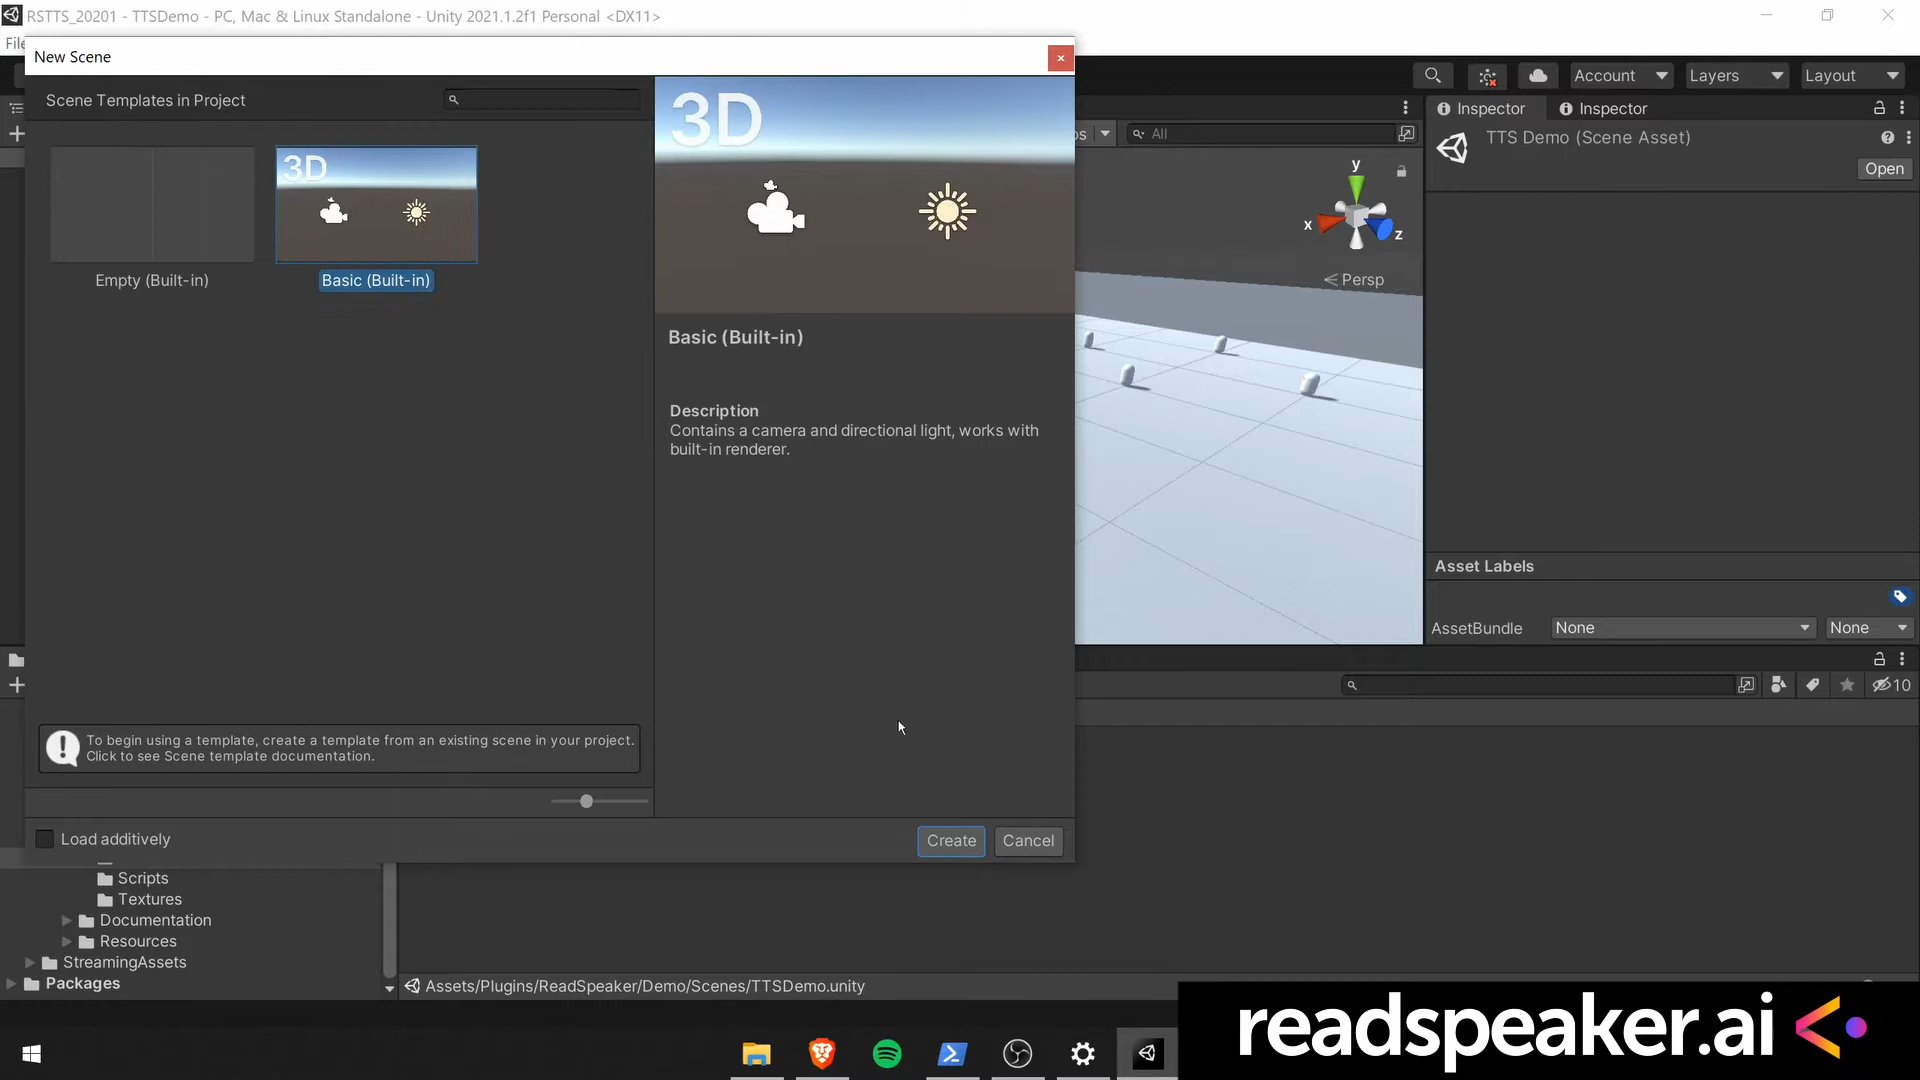 RSTTS_20201 - TTSDemo - PC, Mac & Linux Standalone - Unity 2021.1.2f1 Personal <DX11>
New Scene
Account
Layers
Layout
Scene Templates in Project
3D
Empty (Built-in)
Basic (Built-in)
3D
Basic (Built-in)
Description
Contains a camera and directional light, works with
built-in renderer.
To begin using a template, create a template from an existing scene in your project.
Click to see Scene template documentation.
Load additively
Create
Cancel
All
y
x
z
Persp
Inspector
Inspector
TTS Demo (Scene Asset)
Open
Asset Labels
AssetBundle
None
None
10
Scripts
Textures
Documentation
Resources
StreamingAssets
Packages
Assets/Plugins/ReadSpeaker/Demo/Scenes/TTSDemo.unity
readspeaker.ai